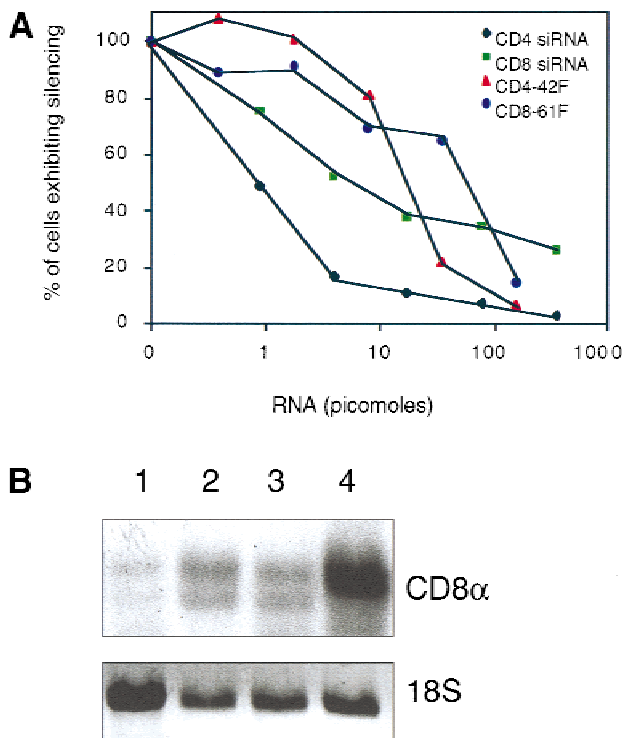 A
100
80
60
40
20
0
% of cells exhibiting silencing
CD4 siRNA
CD8 siRNA
CD4-42F
CD8-61F
0 1 10 100 1000
RNA (picomoles)
B
1 2 3 4
CD8α
18S